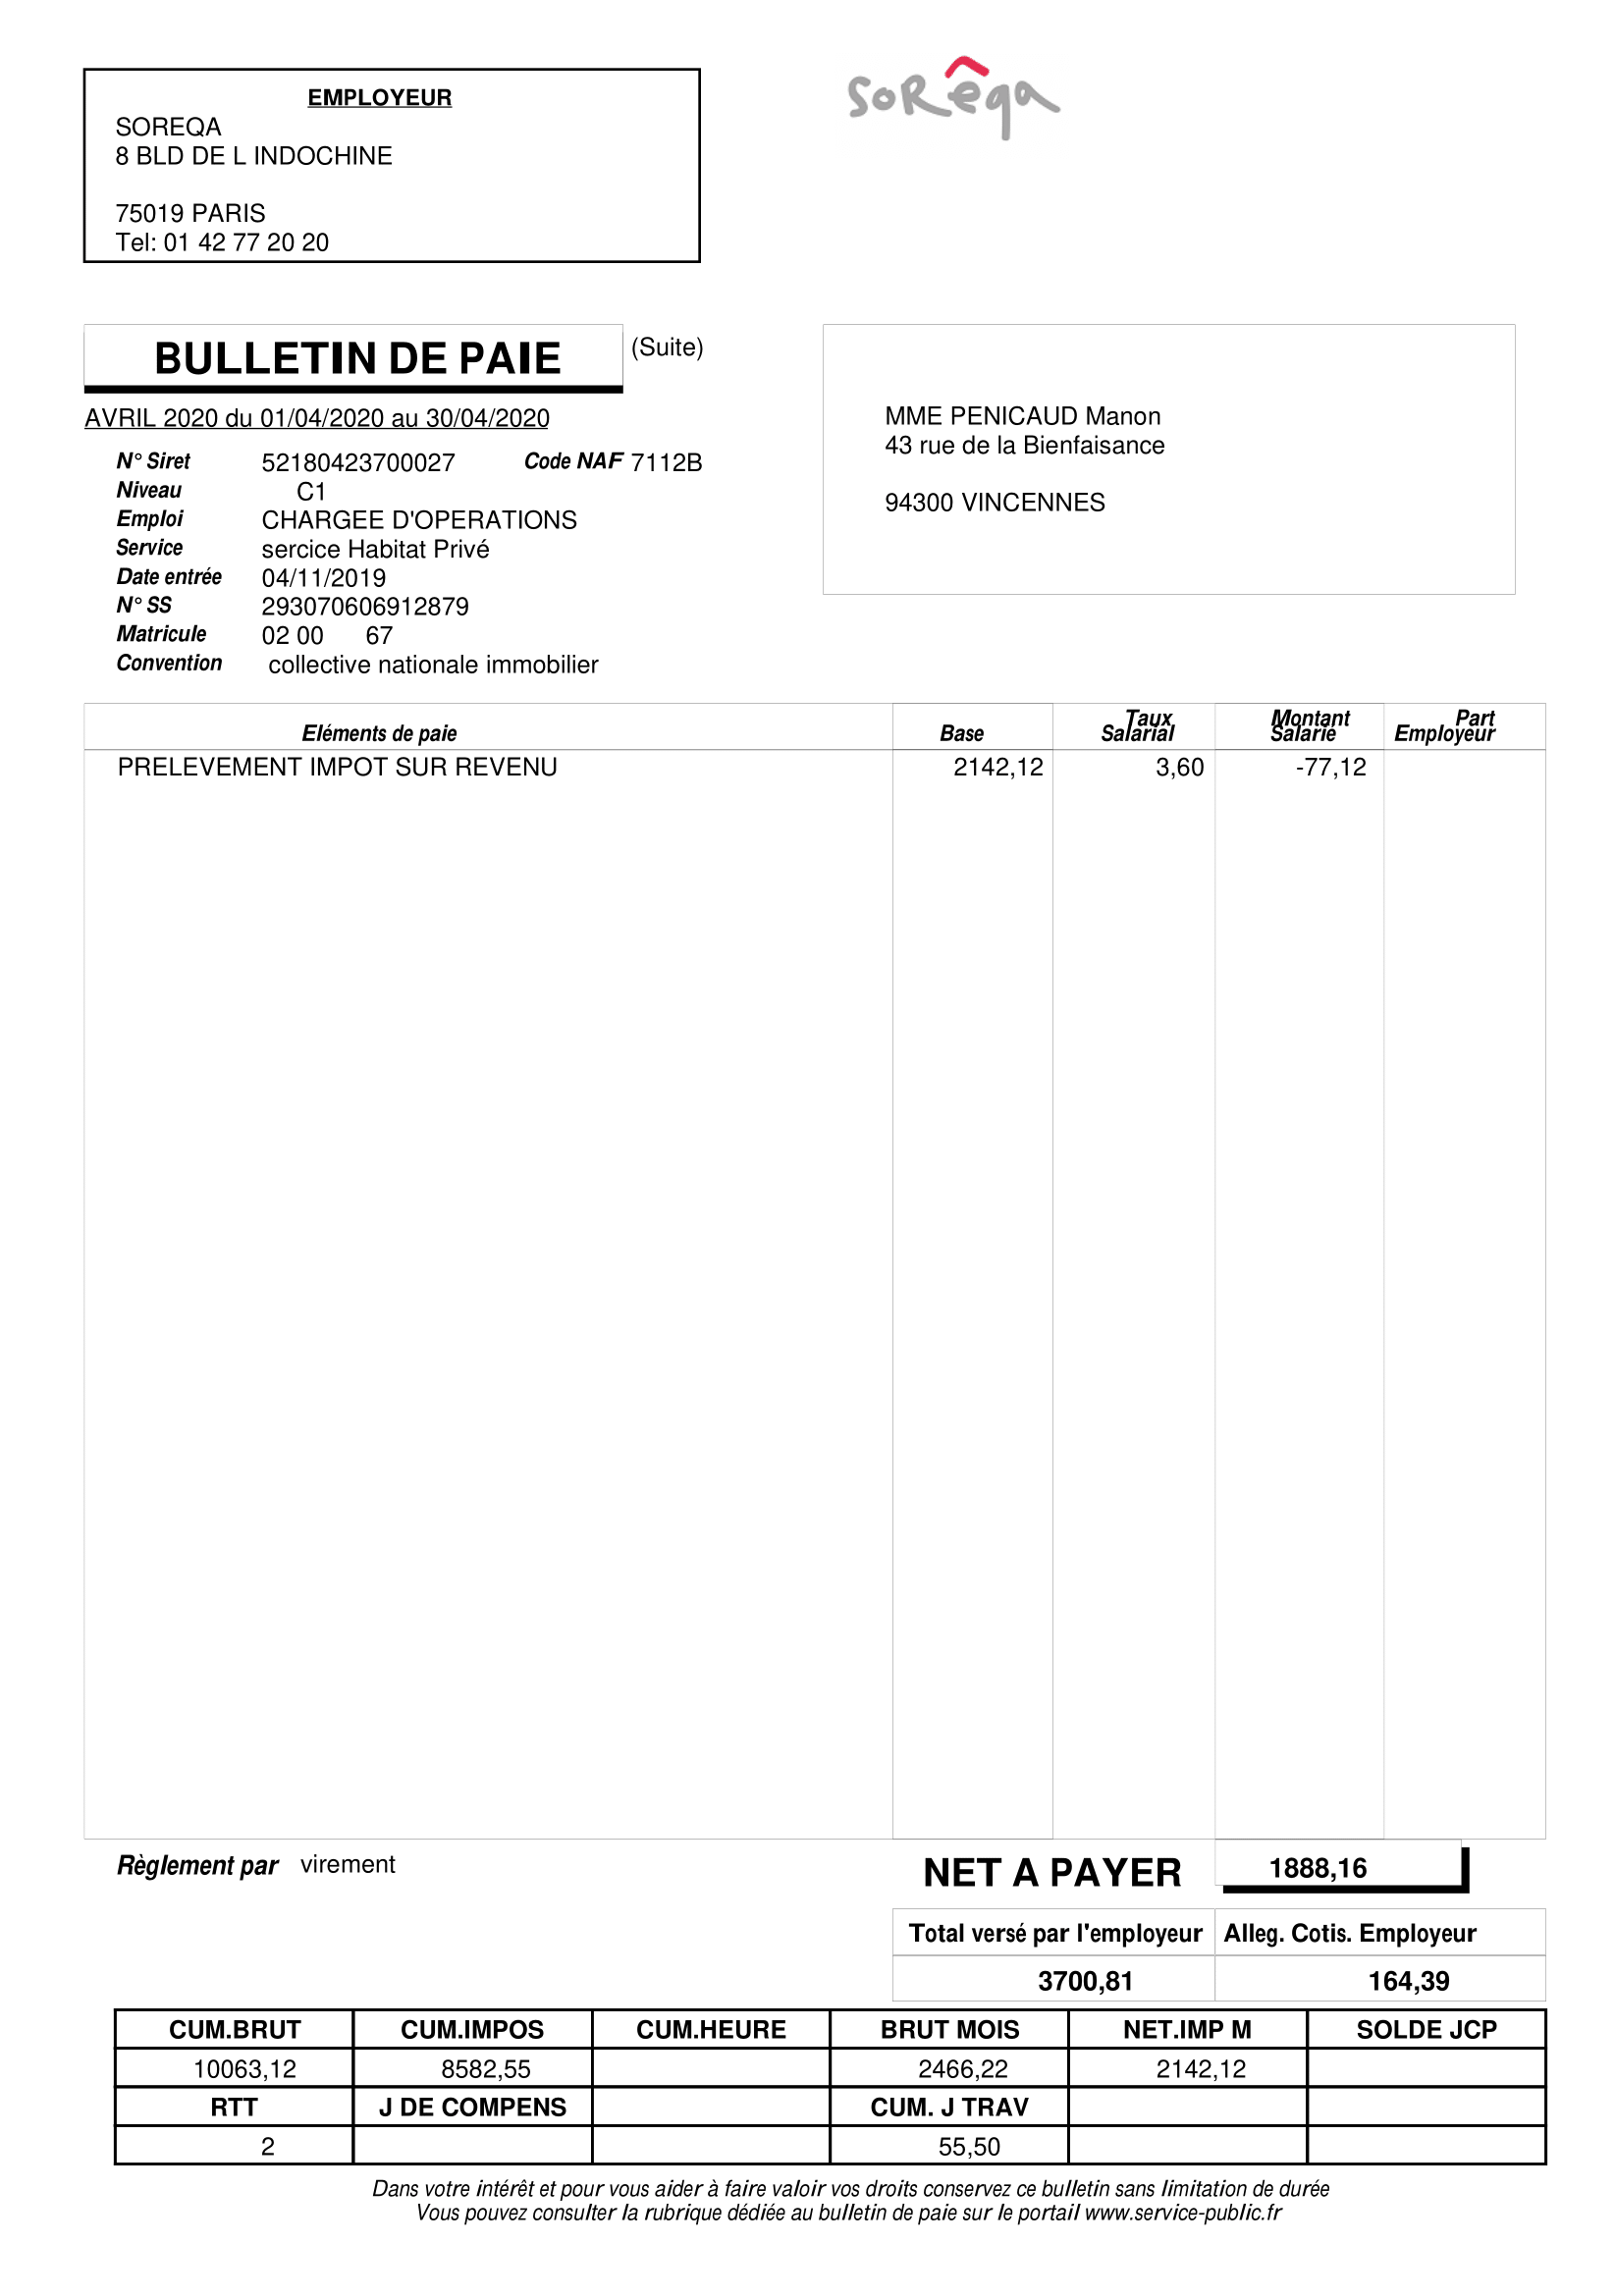 EMPLOYEUR
SOREQA
8 BLD DE L INDOCHINE
75019 PARIS
Tel: 01 42 77 20 20
soRêqa
BULLETIN DE PAIE (Suite)
AVRIL 2020 du 01/04/2020 au 30/04/2020
N° Siret 52180423700027 Code NAF 7112B
Niveau C1
Emploi CHARGEE D'OPERATIONS
Service sercice Habitat Privé
Date entrée 04/11/2019
N° SS 293070606912879
Matricule 02 00 67
Convention collective nationale immobilier
MME PENICAUD Manon
43 rue de la Bienfaisance
94300 VINCENNES
Eléments de paie Base Taux Salarial Montant Salarié Part Employeur
PRELEVEMENT IMPOT SUR REVENU 2142,12 3,60 -77,12
Règlement par virement
NET A PAYER 1888,16
Total versé par l'employeur Alleg. Cotis. Employeur
3700,81 164,39
CUM.BRUT CUM.IMPOS CUM.HEURE BRUT MOIS NET.IMP M SOLDE JCP
10063,12 8582,55 2466,22 2142,12
RTT J DE COMPENS CUM. J TRAV
2 55,50
Dans votre intérêt et pour vous aider à faire valoir vos droits conservez ce bulletin sans limitation de durée
Vous pouvez consulter la rubrique dédiée au bulletin de paie sur le portail www.service-public.fr